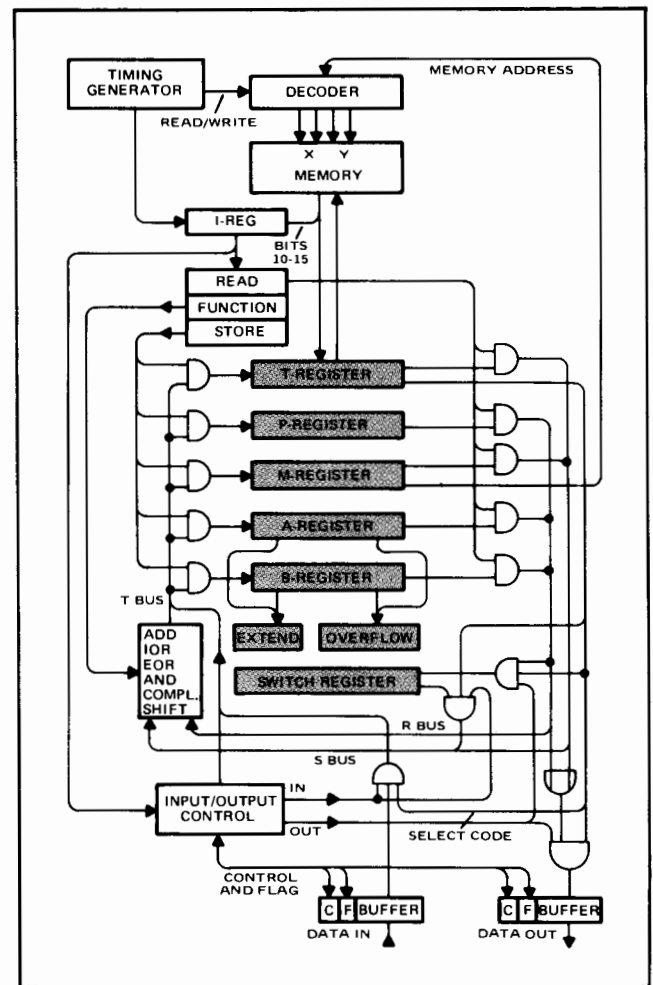 TIMING
GENERATOR
READ/WRITE
DECODER
MEMORY ADDRESS
X Y
MEMORY
I-REG
BITS
10-15
READ
FUNCTION
STORE
T-REGISTER
P-REGISTER
M-REGISTER
A-REGISTER
B-REGISTER
T BUS
EXTEND
OVERFLOW
ADD
IOR
EOR
AND
COMPL,
SHIFT
SWITCH REGISTER
R BUS
S BUS
INPUT/OUTPUT
CONTROL
IN
OUT
SELECT CODE
CONTROL
AND FLAG
C F BUFFER
DATA IN
C F BUFFER
DATA OUT